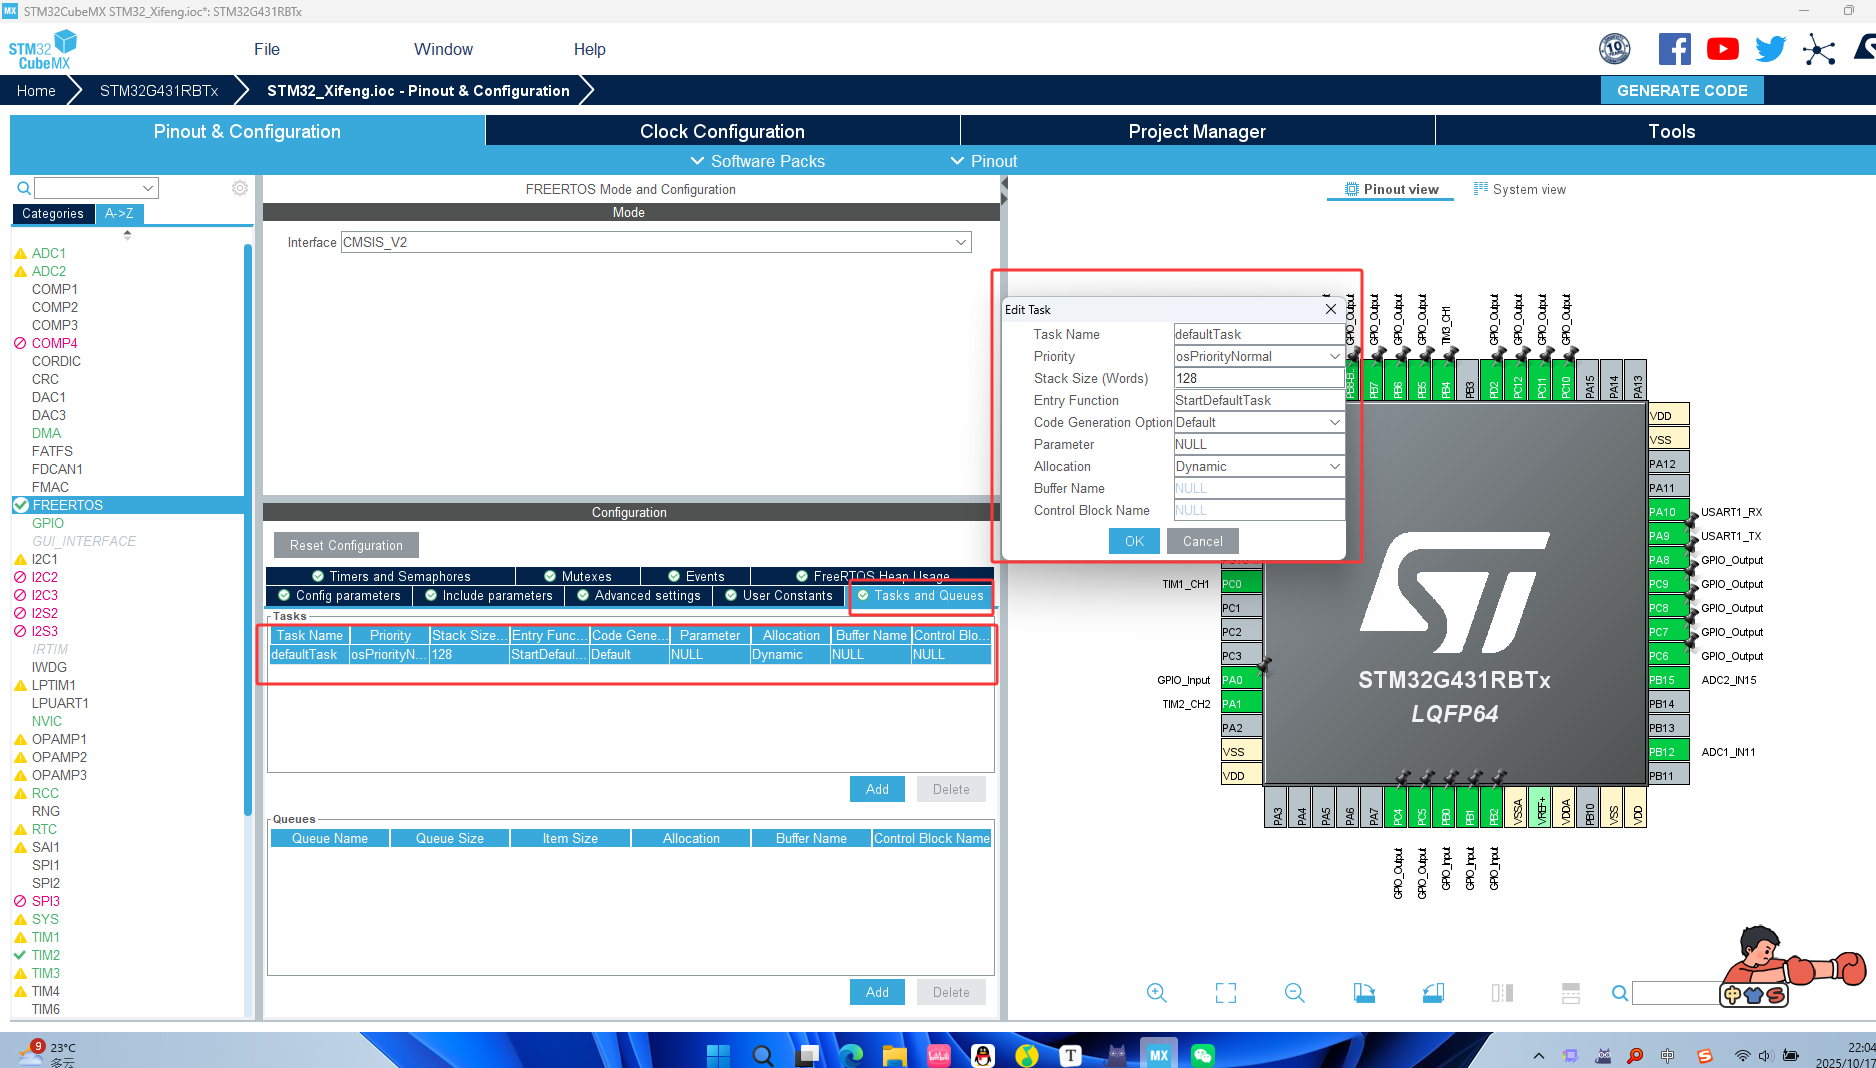 STM32CubeMX STM32_Xifeng.ioc*: STM32G431RBTx
STM32
CubeMX
File
Window
Help
Home
STM32G431RBTx
STM32_Xifeng.ioc - Pinout & Configuration
GENERATE CODE
Pinout & Configuration
Clock Configuration
Project Manager
Tools
Software Packs
Pinout
Categories
A->Z
ADC1
ADC2
COMP1
COMP2
COMP3
COMP4
CORDIC
CRC
DAC1
DAC3
DMA
FATFS
FDCAN1
FMAC
FREERTOS
GPIO
GUI_INTERFACE
I2C1
I2C2
I2C3
I2S2
I2S3
IRTIM
IWDG
LPTIM1
LPUART1
NVIC
OPAMP1
OPAMP2
OPAMP3
RCC
RNG
RTC
SAI1
SPI1
SPI2
SPI3
SYS
TIM1
TIM2
TIM3
TIM4
TIM6
FREERTOS Mode and Configuration
Mode
Interface CMSIS_V2
Configuration
Reset Configuration
Timers and Semaphores
Mutexes
Events
FreeRTOS Heap Usage
Config parameters
Include parameters
Advanced settings
User Constants
Tasks and Queues
Tasks
Task Name Priority Stack Size... Entry Func... Code Gene... Parameter Allocation Buffer Name Control Blo...
defaultTask osPriorityN... 128 StartDefaul... Default NULL Dynamic NULL NULL
Add
Delete
Queues
Queue Name Queue Size Item Size Allocation Buffer Name Control Block Name
Add
Delete
Pinout view
System view
Edit Task
Task Name defaultTask
Priority osPriorityNormal
Stack Size (Words) 128
Entry Function StartDefaultTask
Code Generation Option Default
Parameter NULL
Allocation Dynamic
Buffer Name NULL
Control Block Name NULL
OK
Cancel
GPIO_Output
GPIO_Output
GPIO_Output
GPIO_Output
TIM3_CH1
GPIO_Output
GPIO_Output
GPIO_Output
GPIO_Output
PB8-B..
PB7
PB6
PB5
PB4
PB3
PD2
PC12
PC11
PC10
PA15
PA14
PA13
VDD
VSS
PA12
PA11
PA10 USART1_RX
PA9 USART1_TX
PA8 GPIO_Output
PC9 GPIO_Output
PC8 GPIO_Output
PC7 GPIO_Output
PC6 GPIO_Output
PB15 ADC2_IN15
PB14
PB13
PB12 ADC1_IN11
PB11
TIM1_CH1 PC0
PC1
PC2
PC3
GPIO_Input PA0
TIM2_CH2 PA1
PA2
VSS
VDD
STM32G431RBTx
LQFP64
PA3
PA4
PA5
PA6
PA7
PC4
PC5
PB0
PB1
PB2
VSSA
VREF+
VDDA
PB10
VSS
VDD
GPIO_Output
GPIO_Output
GPIO_Input
GPIO_Input
GPIO_Input
中
S
9
23°C
多云
LALA
T
MX
中
S
22:04
2025/10/17